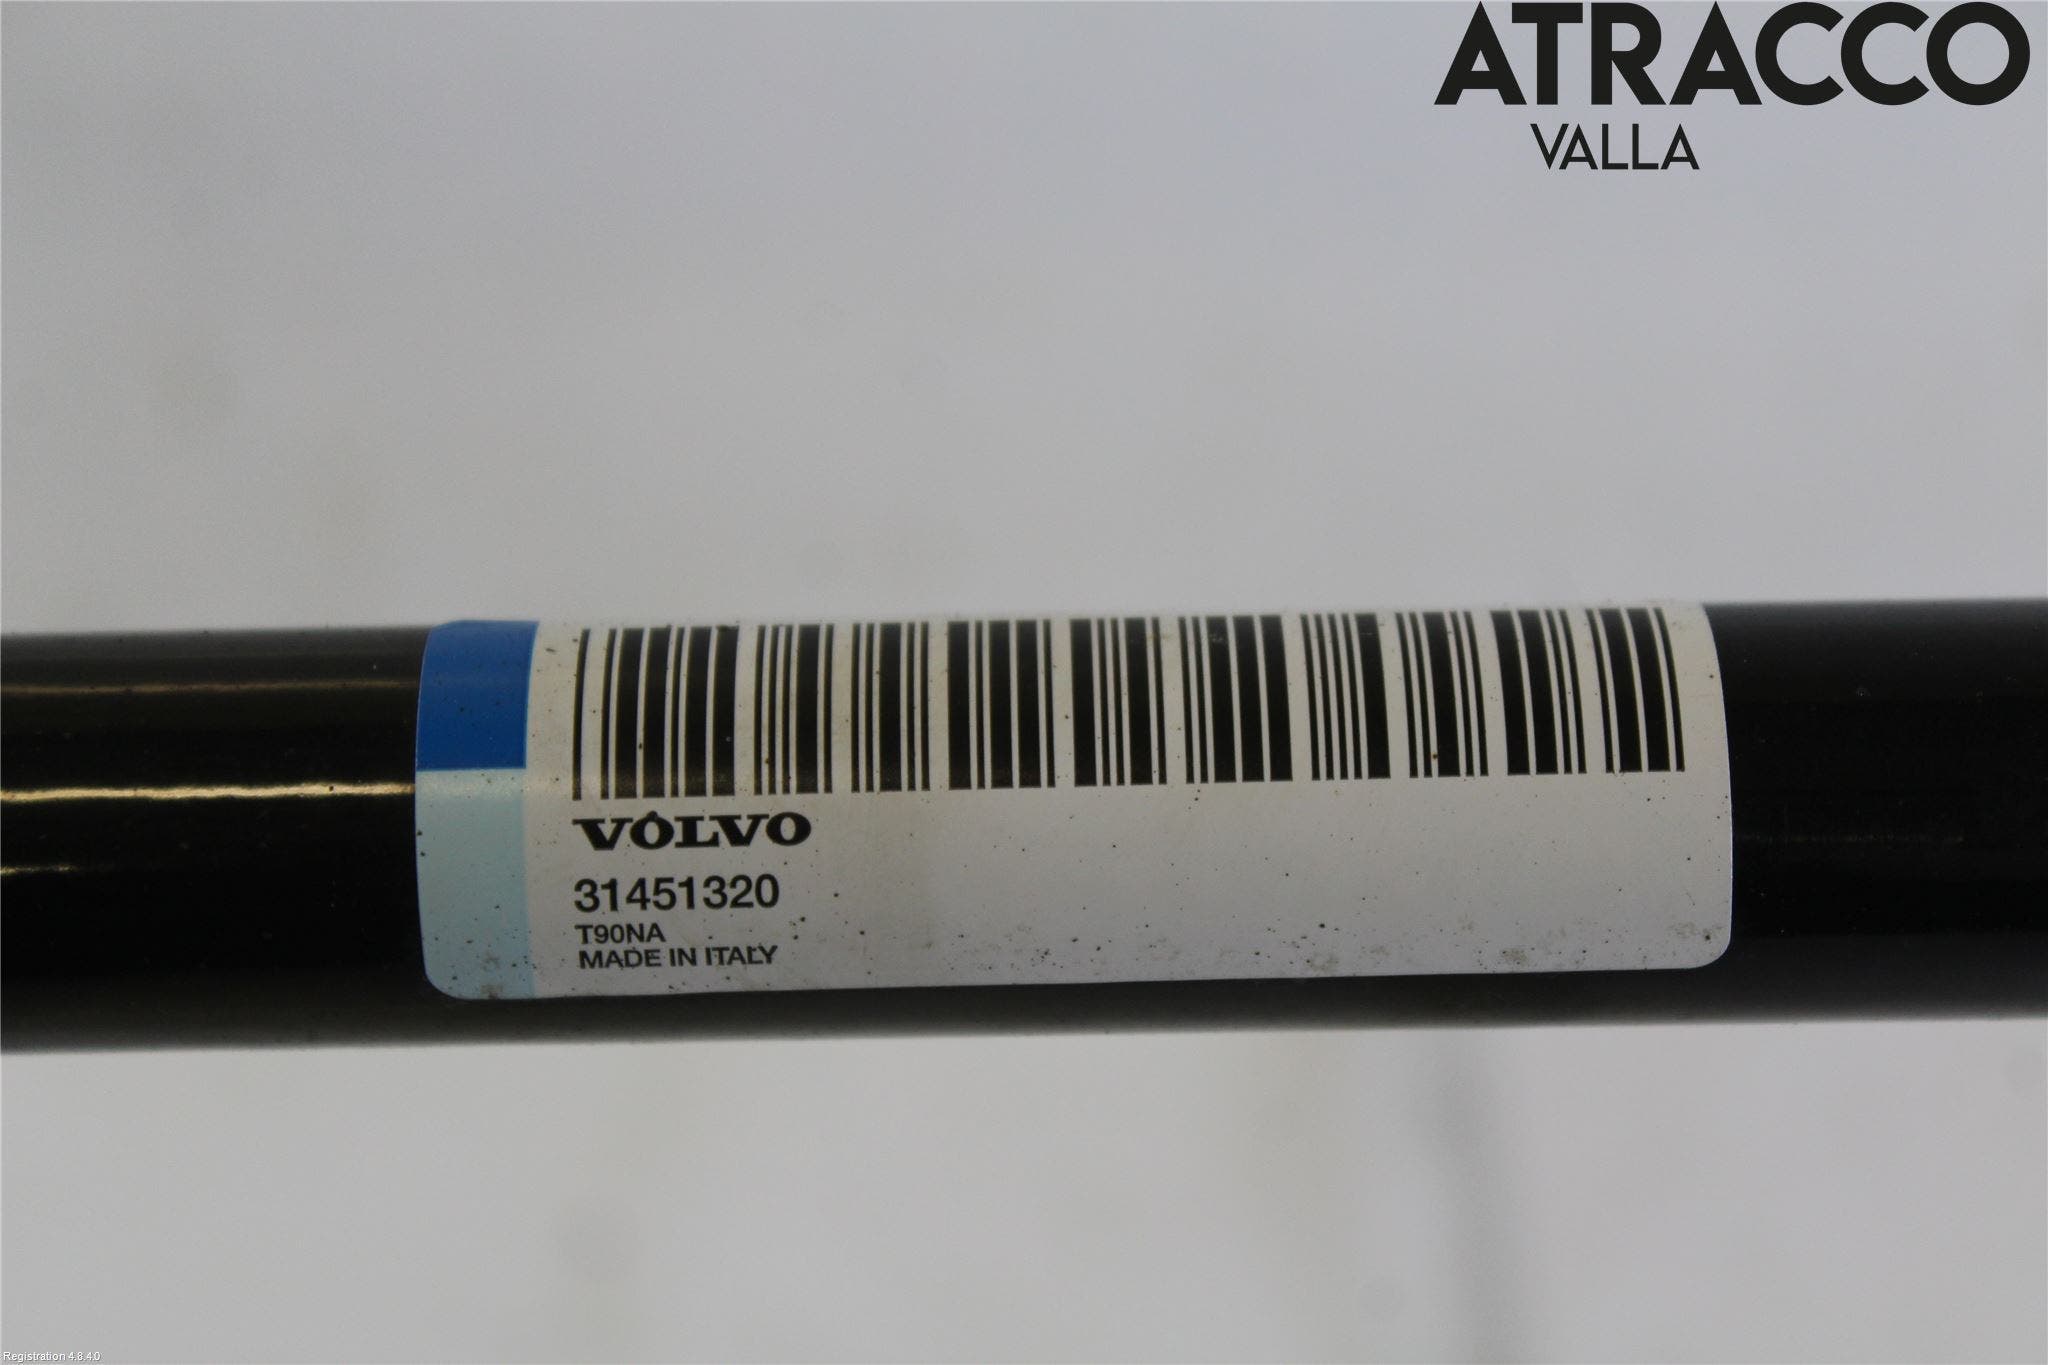 ATRACCO
VALLA
VOLVO
31451320
T90NA
MADE IN ITALY
Registration 4.8.4.0